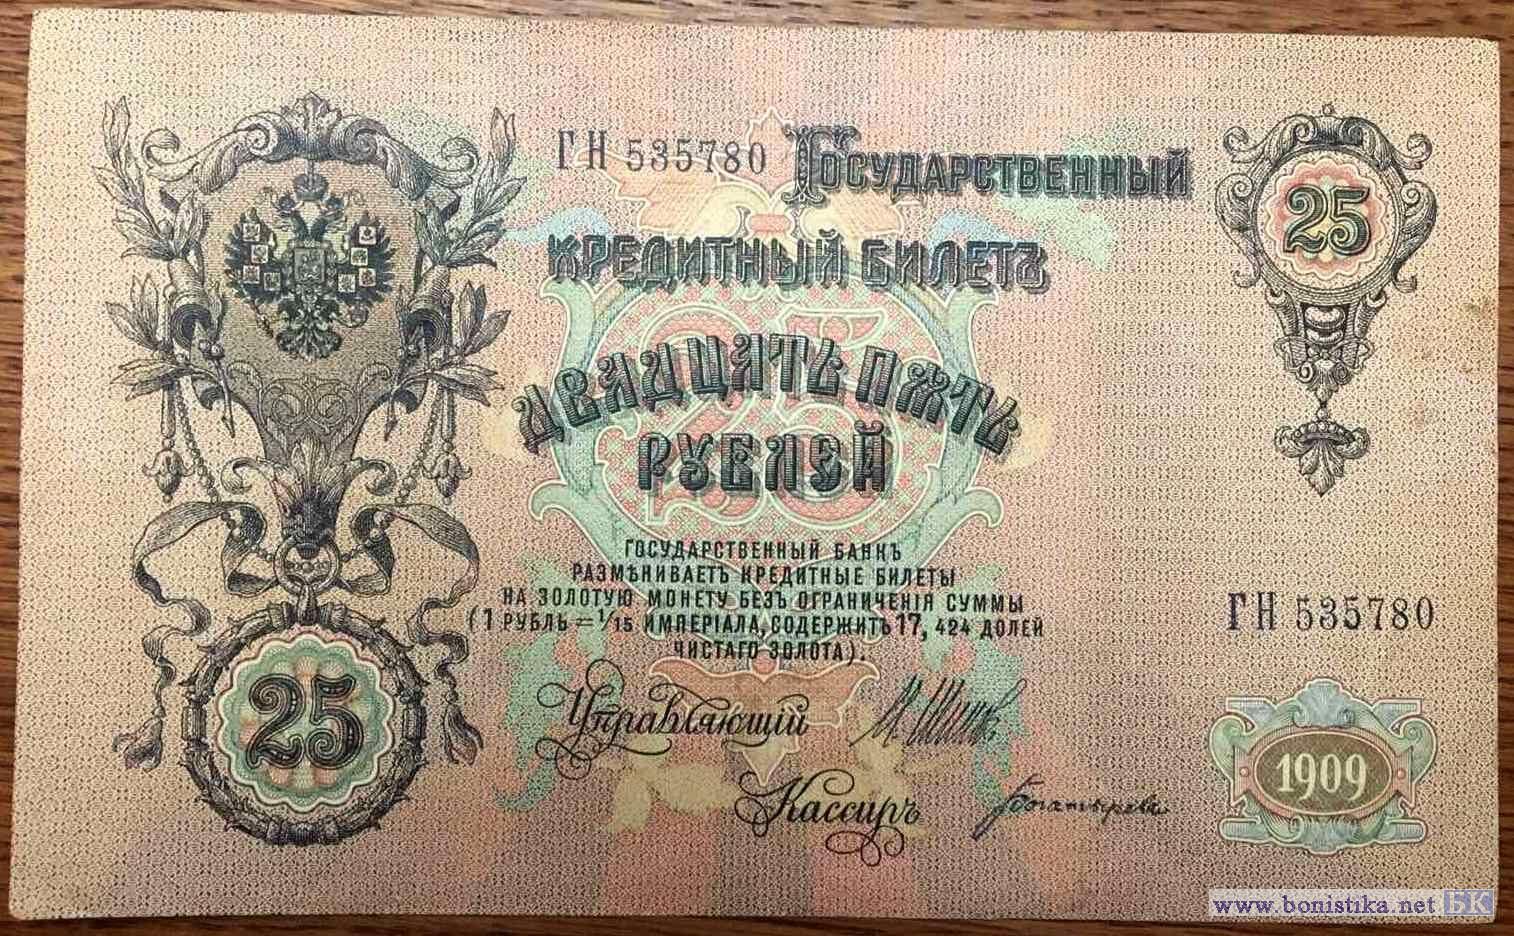 ГН 535780 Государственный
кредитный билетъ
двадцать пять
рублей
25
государственный банкъ
размѣниваетъ кредитные билеты
на золотую монету безъ ограниченія суммы
(1 рубль = 1/15 имперіала, содержитъ 17, 424 долей
чистаго золота).
ГН 535780
Управляющій И. Шипов
25
Кассиръ Богатырев
1909
www.bonistika.net БК